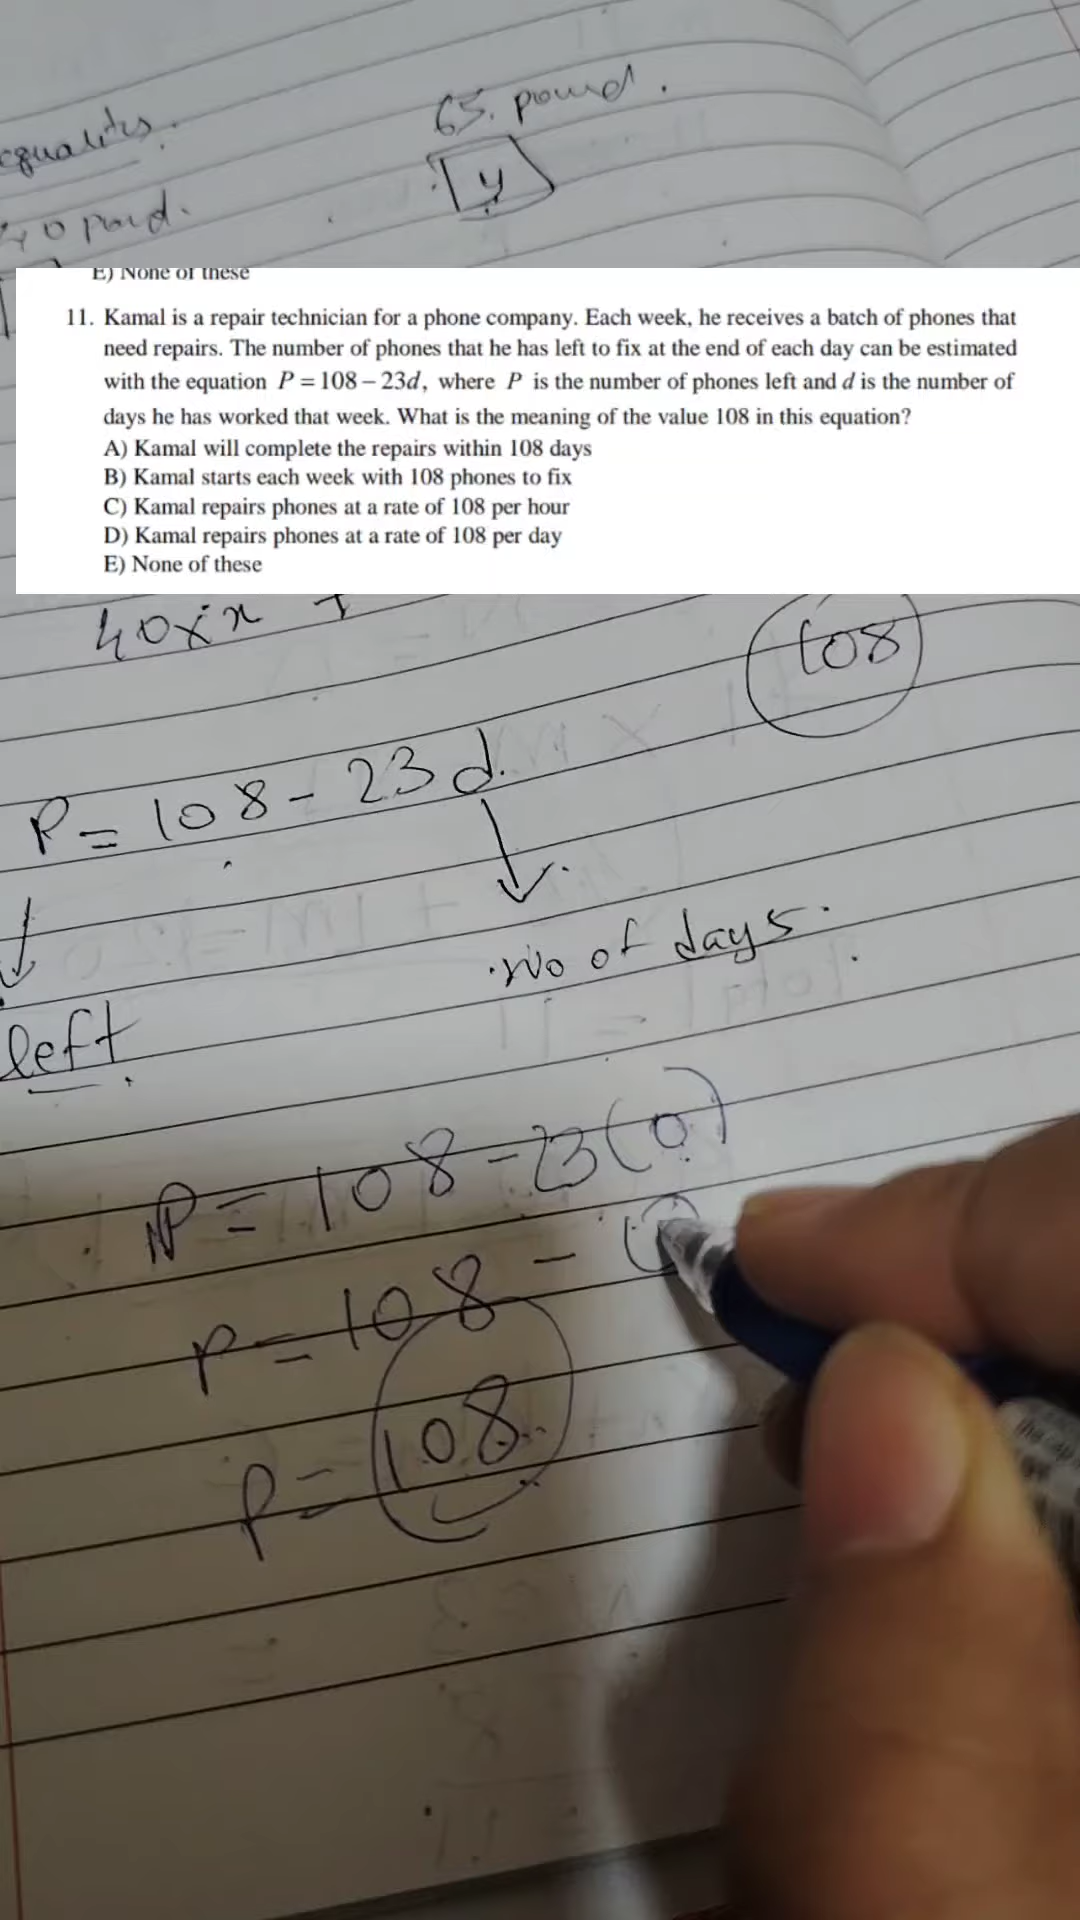 65. pound.
equalities.
y
40 pound.
E) None of these
11. Kamal is a repair technician for a phone company. Each week, he receives a batch of phones that
need repairs. The number of phones that he has left to fix at the end of each day can be estimated
with the equation P = 108 – 23d, where P is the number of phones left and d is the number of
days he has worked that week. What is the meaning of the value 108 in this equation?
A) Kamal will complete the repairs within 108 days
B) Kamal starts each week with 108 phones to fix
C) Kamal repairs phones at a rate of 108 per hour
D) Kamal repairs phones at a rate of 108 per day
E) None of these
40 x x +
108
P = 108 - 23d.
No of days.
left
P = 108 - 23(0)
P = 108 - 0
P = 108